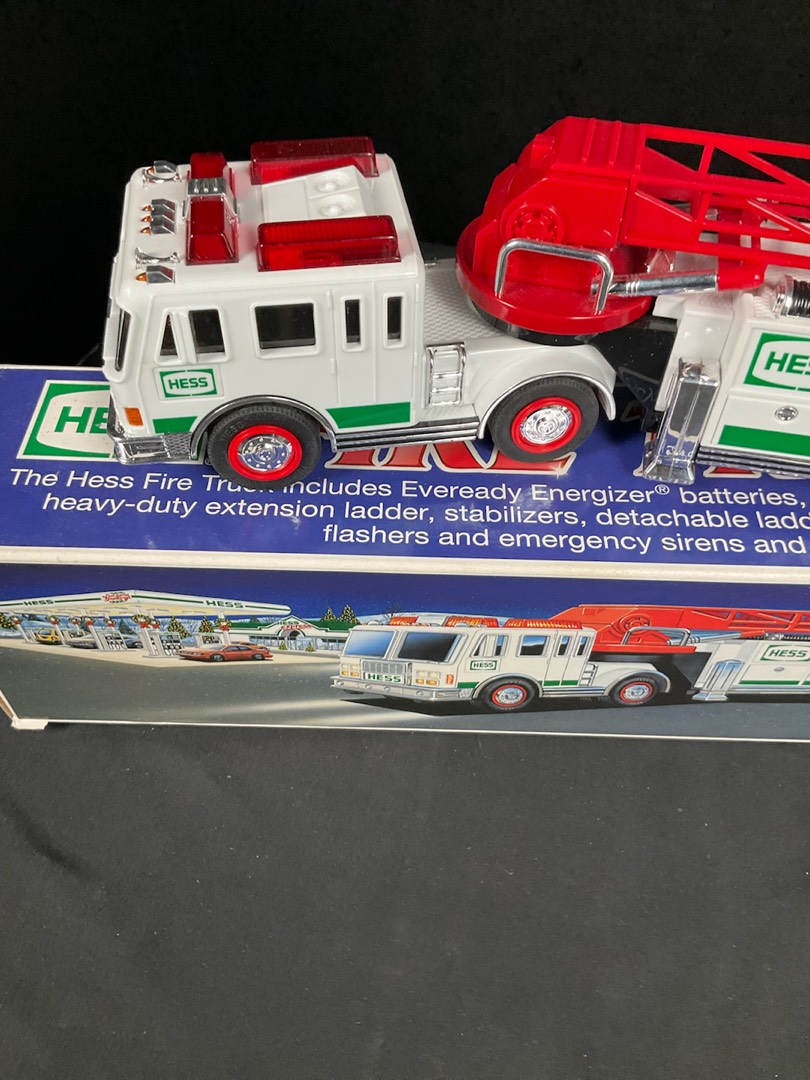 HESS
HESS
The Hess Fire Truck includes Eveready Energizer® batteries,
heavy-duty extension ladder, stabilizers, detachable
flashers and emergency sirens and
HESS
HESS
HESS
HESS
HESS